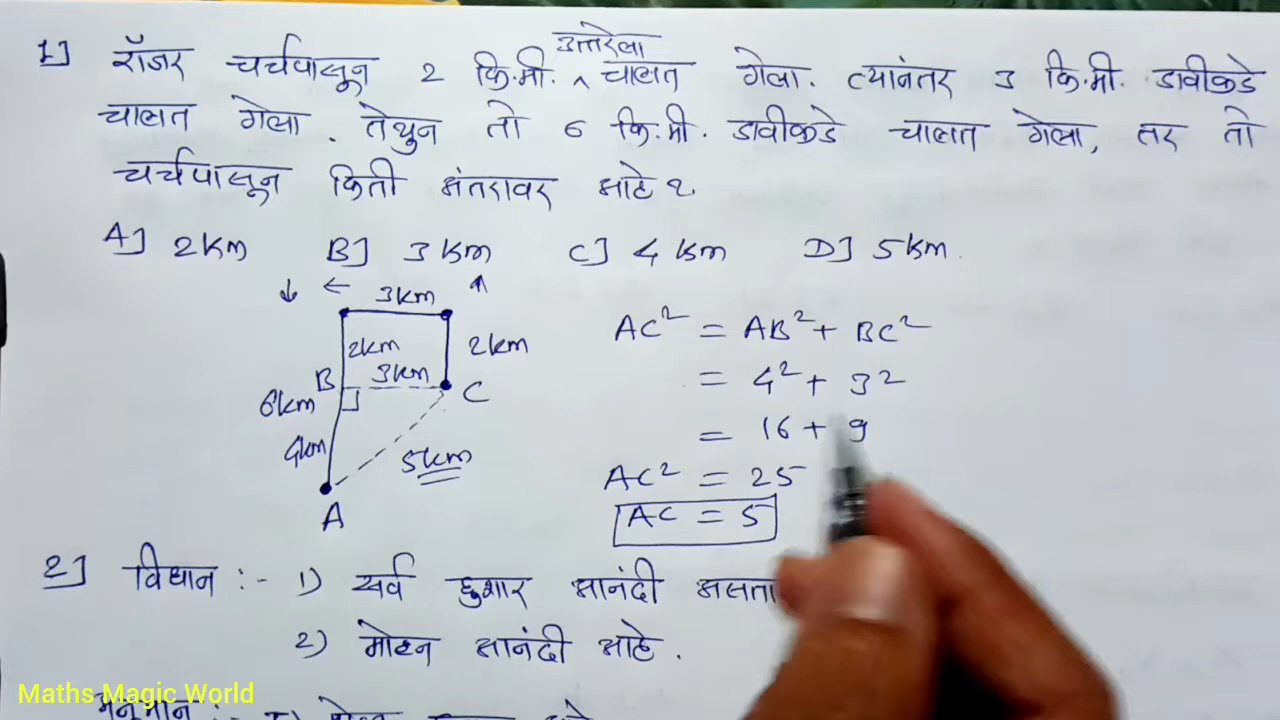 उत्तरेला
1] रॉजर चर्चपासून 2 कि.मी. ^ चालत गेला. त्यानंतर 3 कि.मी. डावीकडे
चालत गेला. तेथुन तो 6 कि.मी. डावीकडे चालत गेला, तर तो
चर्चपासून किती अंतरावर आहे ?
A] 2km B] 3km C] 4km D] 5km.
↓ ← 3km ↑
2km 2km
B 3km C
6km
4km 5km
A
AC² = AB² + BC²
= 4² + 3²
= 16 + 9
AC² = 25
AC = 5
2] विधान :- 1) सर्व हुशार आनंदी असता
2) मोहन आनंदी आहे.
अनुमान :-
Maths Magic World